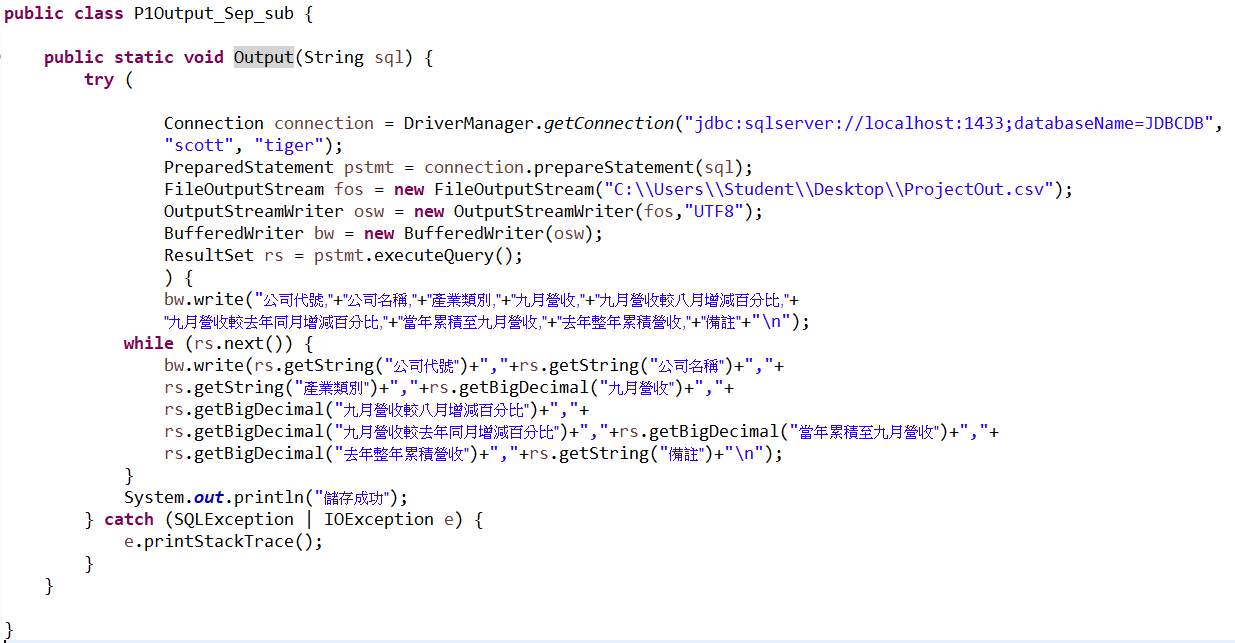 public class P1Output_Sep_sub {
public static void Output(String sql) {
try (
Connection connection = DriverManager.getConnection("jdbc:sqlserver://localhost:1433;databaseName=JDBCDB",
"scott", "tiger");
PreparedStatement pstmt = connection.prepareStatement(sql);
FileOutputStream fos = new FileOutputStream("C:\\Users\\Student\\Desktop\\ProjectOut.csv");
OutputStreamWriter osw = new OutputStreamWriter(fos,"UTF8");
BufferedWriter bw = new BufferedWriter(osw);
ResultSet rs = pstmt.executeQuery();
) {
bw.write("公司代號,"+"公司名稱,"+"產業類別,"+"九月營收,"+"九月營收較八月增減百分比,"+
"九月營收較去年同月增減百分比,"+"當年累積至九月營收,"+"去年整年累積營收,"+"備註"+"\n");
while (rs.next()) {
bw.write(rs.getString("公司代號")+","+rs.getString("公司名稱")+","+
rs.getString("產業類別")+","+rs.getBigDecimal("九月營收")+","+
rs.getBigDecimal("九月營收較八月增減百分比")+","+
rs.getBigDecimal("九月營收較去年同月增減百分比")+","+rs.getBigDecimal("當年累積至九月營收")+","+
rs.getBigDecimal("去年整年累積營收")+","+rs.getString("備註")+"\n");
}
System.out.println("儲存成功");
} catch (SQLException | IOException e) {
e.printStackTrace();
}
}
}